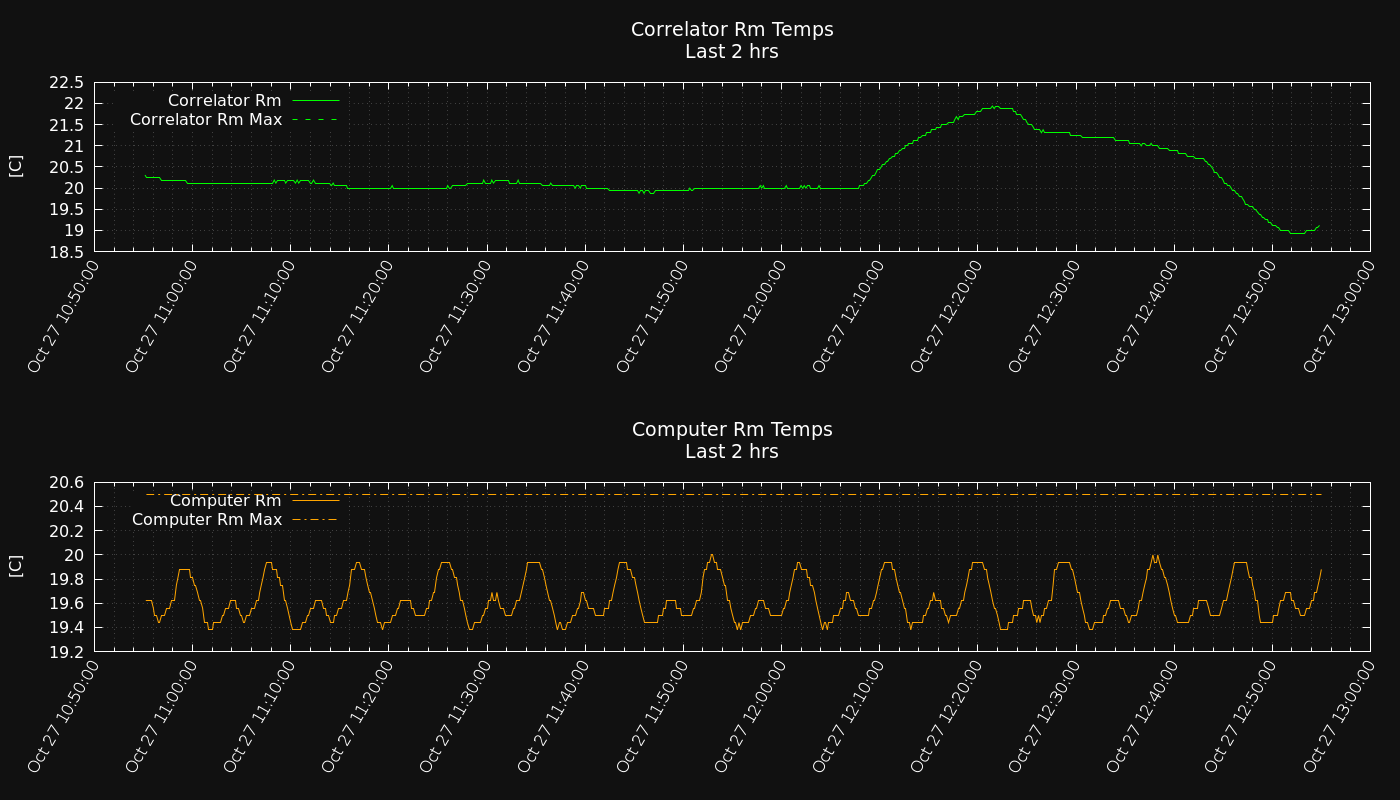 Correlator Rm Temps
Last 2 hrs
22.5
22
21.5
21
20.5
20
19.5
19
18.5
[C]
Correlator Rm
Correlator Rm Max
Oct 27 10:50:00
Oct 27 11:00:00
Oct 27 11:10:00
Oct 27 11:20:00
Oct 27 11:30:00
Oct 27 11:40:00
Oct 27 11:50:00
Oct 27 12:00:00
Oct 27 12:10:00
Oct 27 12:20:00
Oct 27 12:30:00
Oct 27 12:40:00
Oct 27 12:50:00
Oct 27 13:00:00
Computer Rm Temps
Last 2 hrs
20.6
20.4
20.2
20
19.8
19.6
19.4
19.2
[C]
Computer Rm
Computer Rm Max
Oct 27 10:50:00
Oct 27 11:00:00
Oct 27 11:10:00
Oct 27 11:20:00
Oct 27 11:30:00
Oct 27 11:40:00
Oct 27 11:50:00
Oct 27 12:00:00
Oct 27 12:10:00
Oct 27 12:20:00
Oct 27 12:30:00
Oct 27 12:40:00
Oct 27 12:50:00
Oct 27 13:00:00